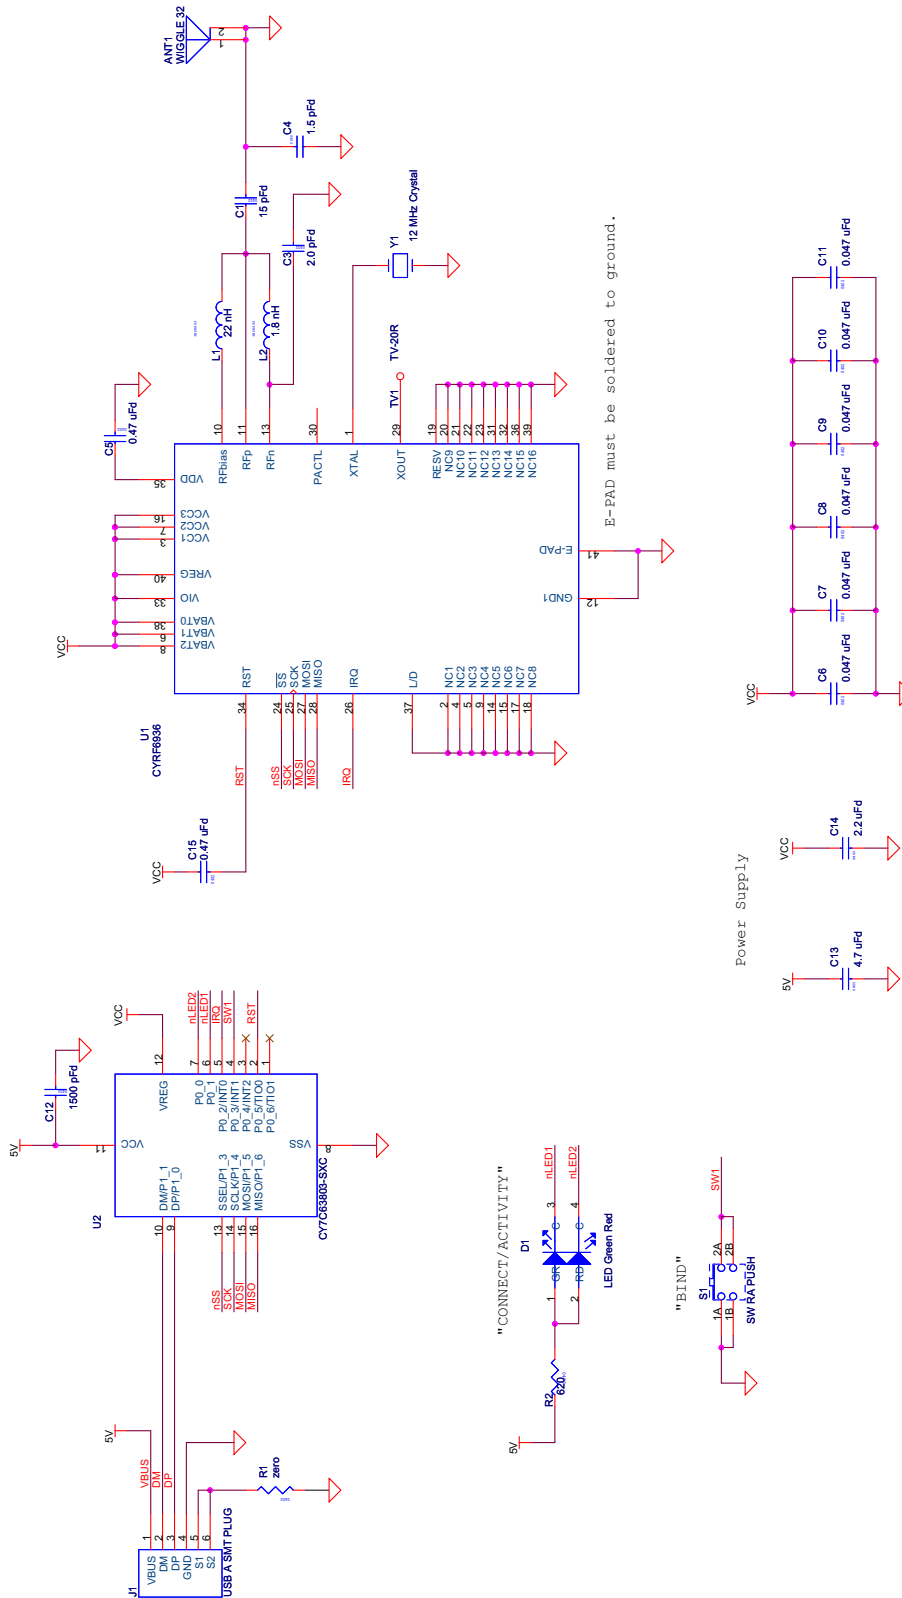 ANT1
WIGGLE 32
1
2
C4
1.5 pFd
C1
15 pFd
C3
2.0 pFd
L1
22 nH
L2
1.8 nH
Y1
12 MHz Crystal
TV1
TV-20R
C5
0.47 uFd
E-PAD must be soldered to ground.
U1
CYRF6936
10
RFbias
11
RFp
13
RFn
30
PACTL
1
XTAL
29
XOUT
19
RESV
20
NC9
21
NC10
22
NC11
23
NC12
31
NC13
32
NC14
36
NC15
39
NC16
35
VDD
16
VCC3
7
VCC2
3
VCC1
40
VREG
33
VIO
38
VBAT0
6
VBAT1
8
VBAT2
VCC
41
E-PAD
12
GND1
RST
34
SS
24
SCK
25
MOSI
27
MISO
28
IRQ
26
L/D
37
NC1
2
NC2
4
NC3
5
NC4
9
NC5
14
NC6
15
NC7
17
NC8
18
RST
nSS
SCK
MOSI
MISO
IRQ
VCC
C15
0.47 uFd
VCC
C6
0.047 uFd
C7
0.047 uFd
C8
0.047 uFd
C9
0.047 uFd
C10
0.047 uFd
C11
0.047 uFd
Power Supply
5V
C13
4.7 uFd
VCC
C14
2.2 uFd
5V
C12
1500 pFd
VCC
U2
CY7C63803-SXC
11
VCC
12
VREG
8
VSS
7
P0_0
nLED2
6
P0_1
nLED1
5
P0_2/INT0
IRQ
4
P0_3/INT1
SW1
3
P0_4/INT2
2
P0_5/TIO0
RST
1
P0_6/TIO1
DM/P1_1
10
DP/P1_0
9
SSEL/P1_3
13
nSS
SCLK/P1_4
14
SCK
MOSI/P1_5
15
MOSI
MISO/P1_6
16
MISO
J1
USB A SMT PLUG
VBUS
1
DM
2
DP
3
GND
4
S1
5
S2
6
5V
VBUS
DM
DP
R1
zero
"CONNECT/ACTIVITY"
D1
LED Green Red
GR
C
RD
C
1
2
3
4
nLED1
nLED2
5V
R2
620
"BIND"
S1
SW RA PUSH
1A
1B
2A
2B
SW1